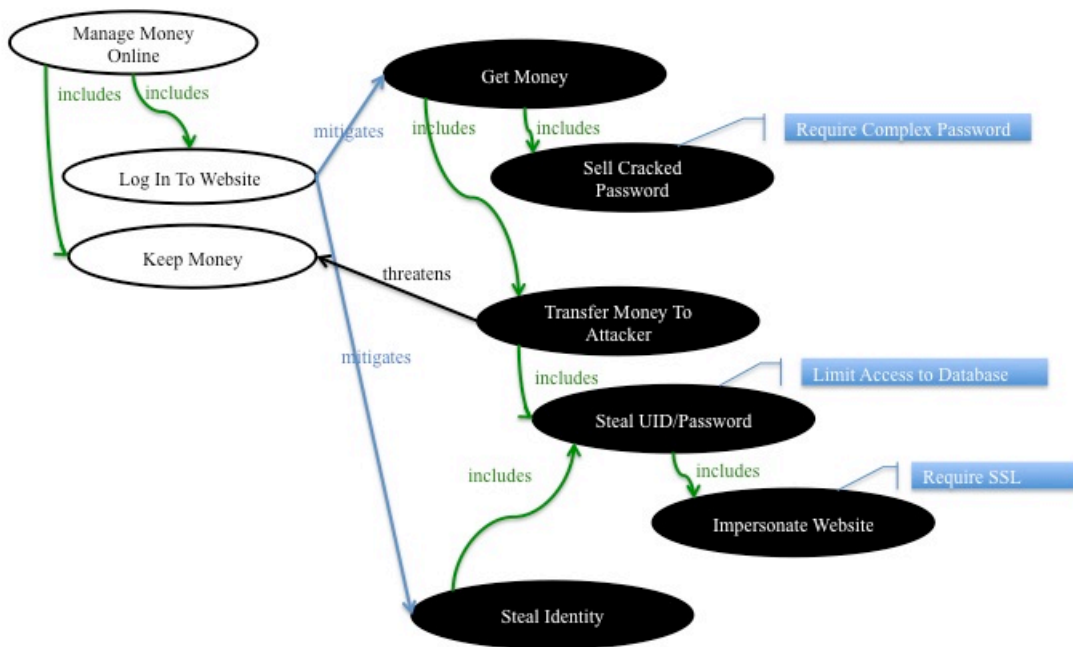 Manage Money
Online
includes
includes
Get Money
mitigates
includes
includes
Require Complex Password
Log In To Website
Sell Cracked
Password
Keep Money
threatens
Transfer Money To
Attacker
mitigates
includes
Limit Access to Database
Steal UID/Password
includes
includes
Require SSL
Impersonate Website
Steal Identity